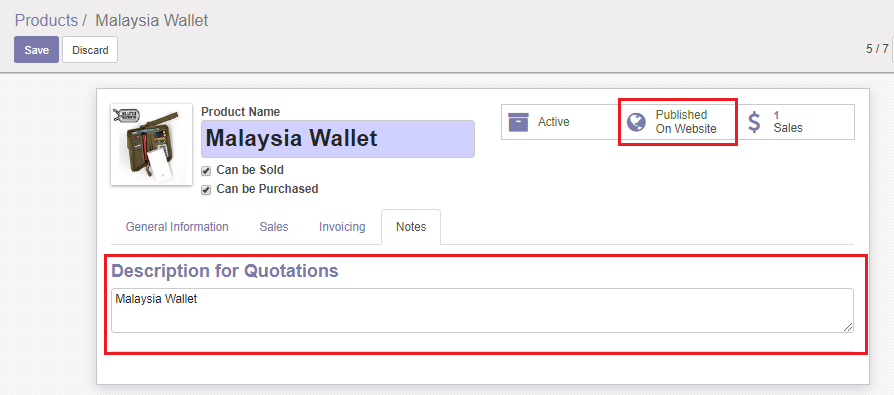 Products / Malaysia Wallet
Save Discard
5 / 7
Product Name
Malaysia Wallet
Can be Sold
Can be Purchased
Active
Published
On Website
1
Sales
General Information Sales Invoicing Notes
Description for Quotations
Malaysia Wallet